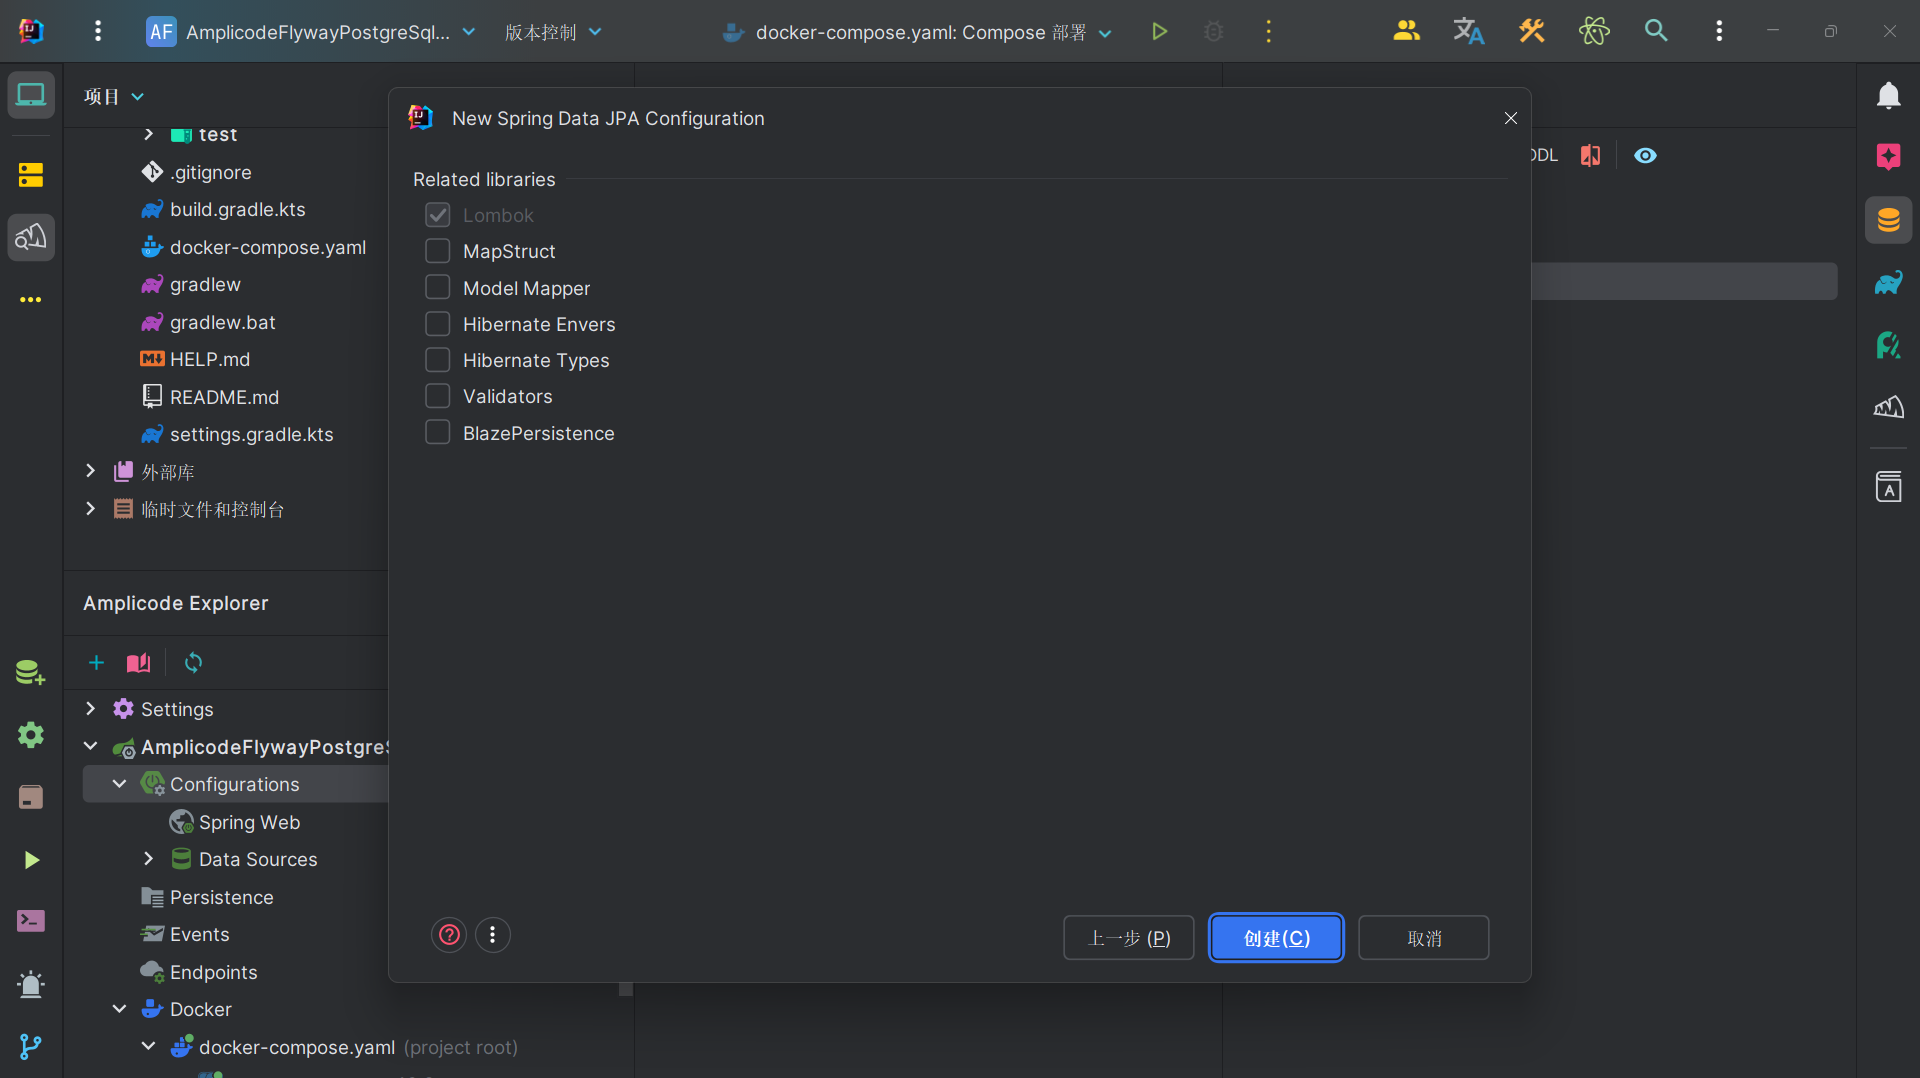 AF AmplicodeFlywayPostgreSql... 版本控制 docker-compose.yaml: Compose 部署
项目
test
.gitignore
build.gradle.kts
docker-compose.yaml
gradlew
gradlew.bat
HELP.md
README.md
settings.gradle.kts
外部库
临时文件和控制台
Amplicode Explorer
Settings
AmplicodeFlywayPostgreS
Configurations
Spring Web
Data Sources
Persistence
Events
Endpoints
Docker
docker-compose.yaml (project root)
New Spring Data JPA Configuration
Related libraries
Lombok
MapStruct
Model Mapper
Hibernate Envers
Hibernate Types
Validators
BlazePersistence
上一步 (P) 创建(C) 取消
DDL